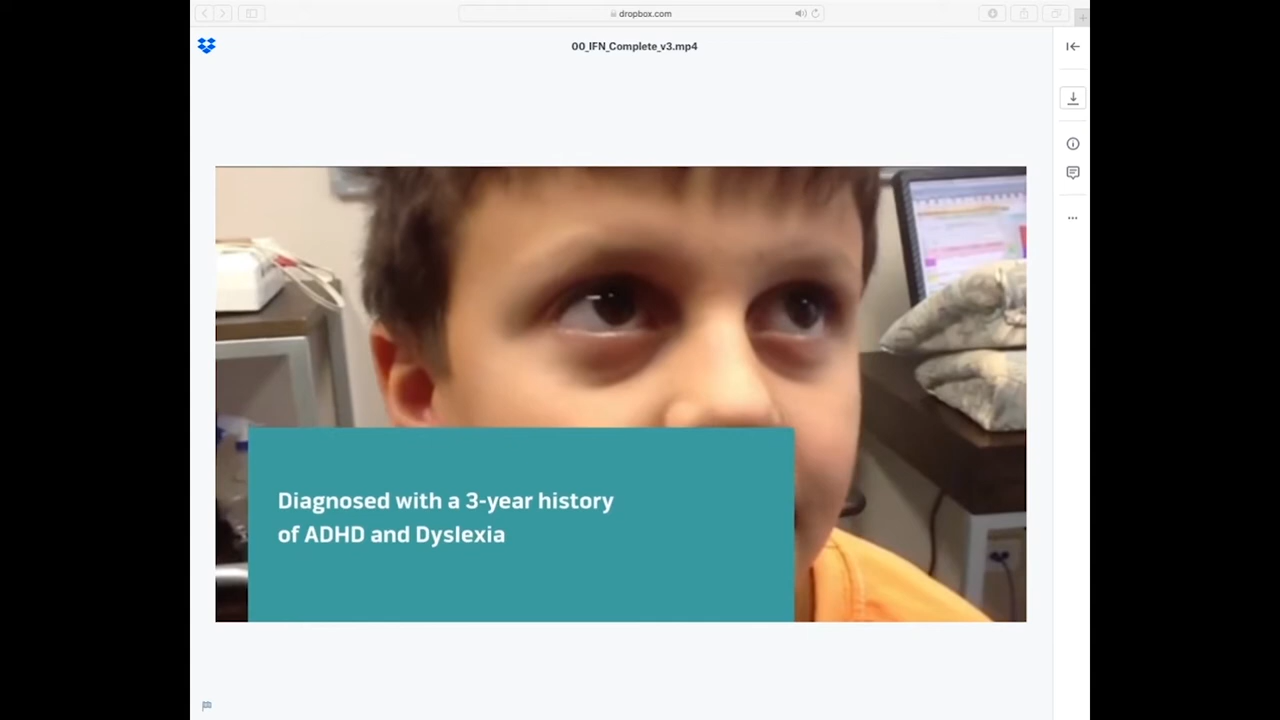 dropbox.com
00_IFN_Complete_v3.mp4
Diagnosed with a 3-year history
of ADHD and Dyslexia